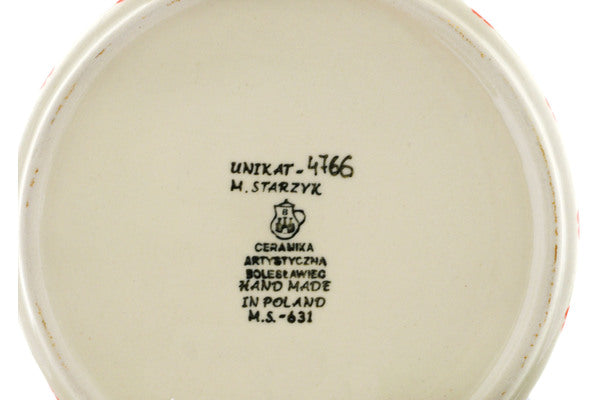 UNIKAT-4766
M. STARZYK
B
CERAMIKA
ARTYSTYCZNA
BOLESŁAWIEC
HAND MADE
IN POLAND
M.S.-631